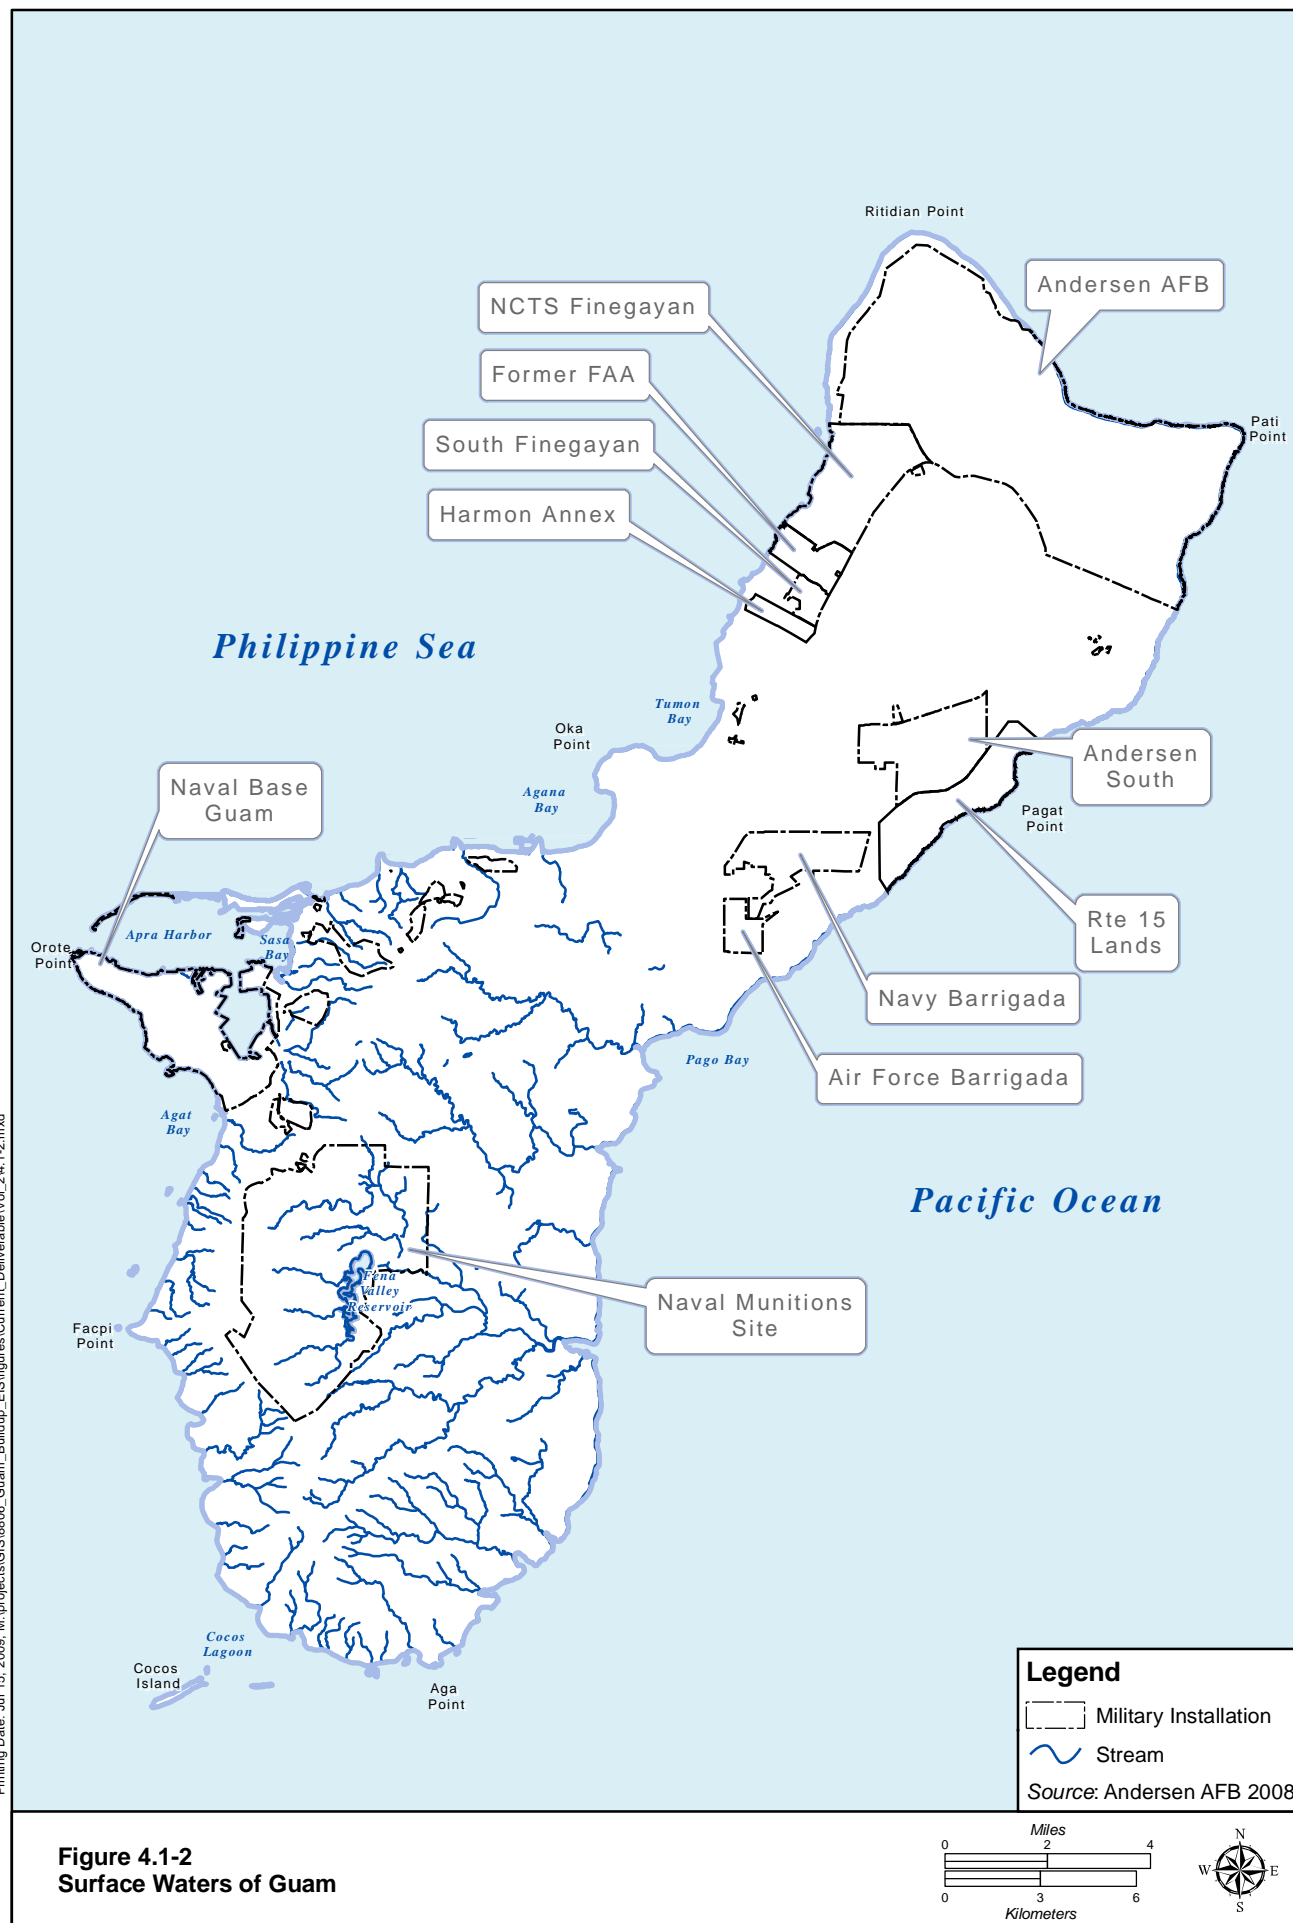 Ritidian Point
Andersen AFB
NCTS Finegayan
Former FAA
Pati
Point
South Finegayan
Harmon Annex
Philippine Sea
Tumon
Bay
Oka
Point
Andersen
South
Naval Base
Guam
Agana
Bay
Pagat
Point
Rte 15
Lands
Apra Harbor
Sasa
Bay
Orote
Point
Navy Barrigada
Pago Bay
Air Force Barrigada
Agat
Bay
Pacific Ocean
Fena
Valley
Reservoir
Naval Munitions
Site
Facpi
Point
Cocos
Lagoon
Cocos
Island
Aga
Point
Legend
Military Installation
Stream
Source: Andersen AFB 2008
Figure 4.1-2
Surface Waters of Guam
Miles
0 2 4
0 3 6
Kilometers
N
W E
S